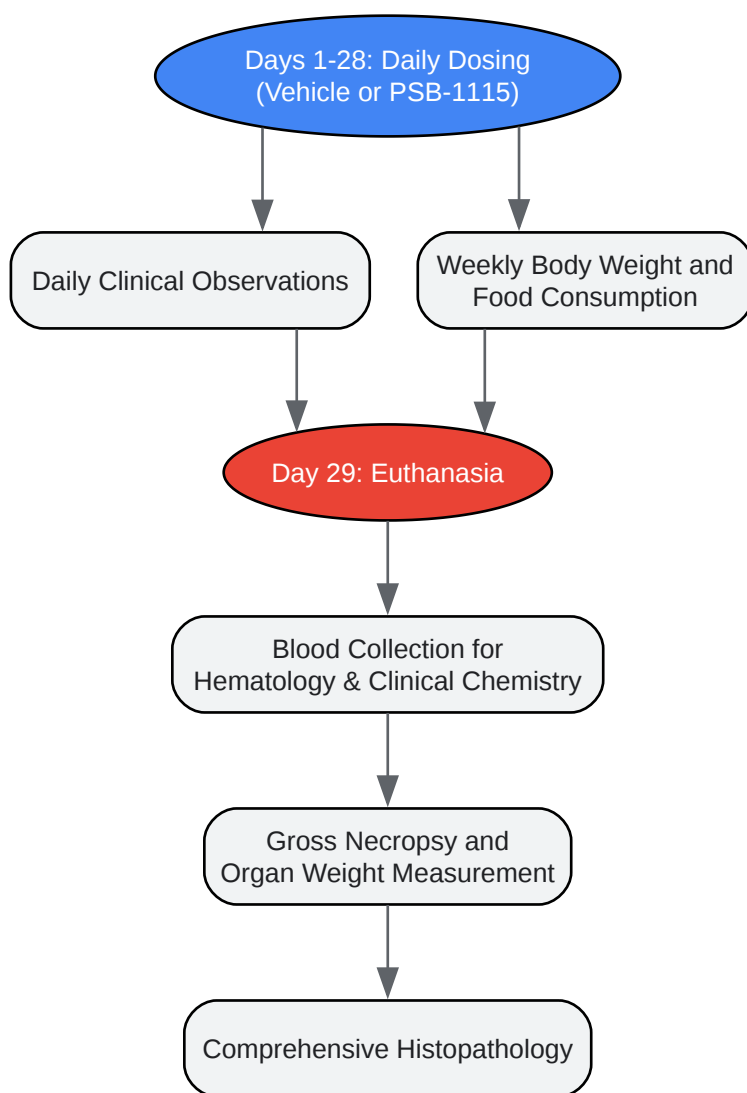 Days 1-28: Daily Dosing
(Vehicle or PSB-1115)
Daily Clinical Observations
Weekly Body Weight and
Food Consumption
Day 29: Euthanasia
Blood Collection for
Hematology & Clinical Chemistry
Gross Necropsy and
Organ Weight Measurement
Comprehensive Histopathology